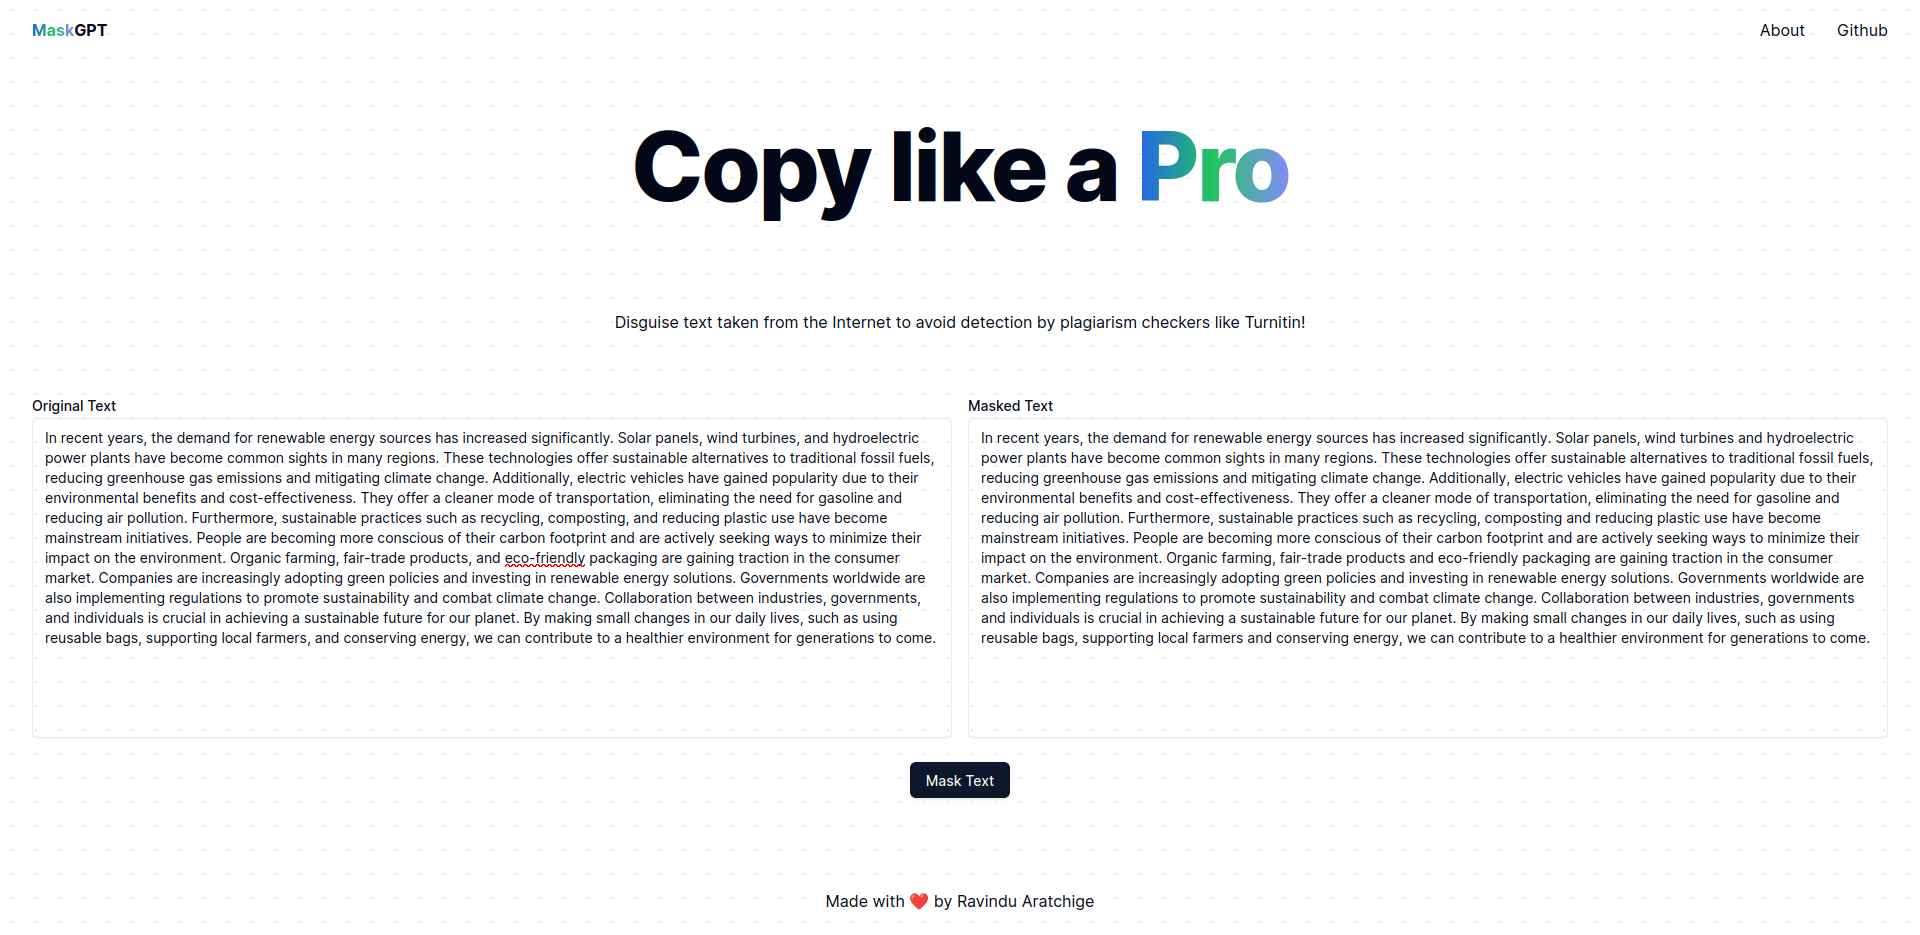 MaskGPT
About
Github
Copy like a Pro
Disguise text taken from the Internet to avoid detection by plagiarism checkers like Turnitin!
Original Text
In recent years, the demand for renewable energy sources has increased significantly. Solar panels, wind turbines, and hydroelectric
power plants have become common sights in many regions. These technologies offer sustainable alternatives to traditional fossil fuels,
reducing greenhouse gas emissions and mitigating climate change. Additionally, electric vehicles have gained popularity due to their
environmental benefits and cost-effectiveness. They offer a cleaner mode of transportation, eliminating the need for gasoline and
reducing air pollution. Furthermore, sustainable practices such as recycling, composting, and reducing plastic use have become
mainstream initiatives. People are becoming more conscious of their carbon footprint and are actively seeking ways to minimize their
impact on the environment. Organic farming, fair-trade products, and eco-friendly packaging are gaining traction in the consumer
market. Companies are increasingly adopting green policies and investing in renewable energy solutions. Governments worldwide are
also implementing regulations to promote sustainability and combat climate change. Collaboration between industries, governments,
and individuals is crucial in achieving a sustainable future for our planet. By making small changes in our daily lives, such as using
reusable bags, supporting local farmers, and conserving energy, we can contribute to a healthier environment for generations to come.
Masked Text
In recent years, the demand for renewable energy sources has increased significantly. Solar panels, wind turbines and hydroelectric
power plants have become common sights in many regions. These technologies offer sustainable alternatives to traditional fossil fuels,
reducing greenhouse gas emissions and mitigating climate change. Additionally, electric vehicles have gained popularity due to their
environmental benefits and cost-effectiveness. They offer a cleaner mode of transportation, eliminating the need for gasoline and
reducing air pollution. Furthermore, sustainable practices such as recycling, composting and reducing plastic use have become
mainstream initiatives. People are becoming more conscious of their carbon footprint and are actively seeking ways to minimize their
impact on the environment. Organic farming, fair-trade products and eco-friendly packaging are gaining traction in the consumer
market. Companies are increasingly adopting green policies and investing in renewable energy solutions. Governments worldwide are
also implementing regulations to promote sustainability and combat climate change. Collaboration between industries, governments
and individuals is crucial in achieving a sustainable future for our planet. By making small changes in our daily lives, such as using
reusable bags, supporting local farmers and conserving energy, we can contribute to a healthier environment for generations to come.
Mask Text
Made with ❤️ by Ravindu Aratchige